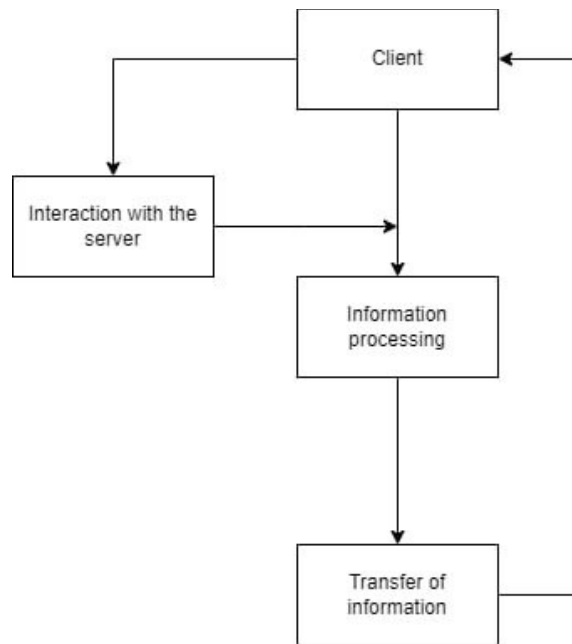 Client
Interaction with the
server
Information
processing
Transfer of
information